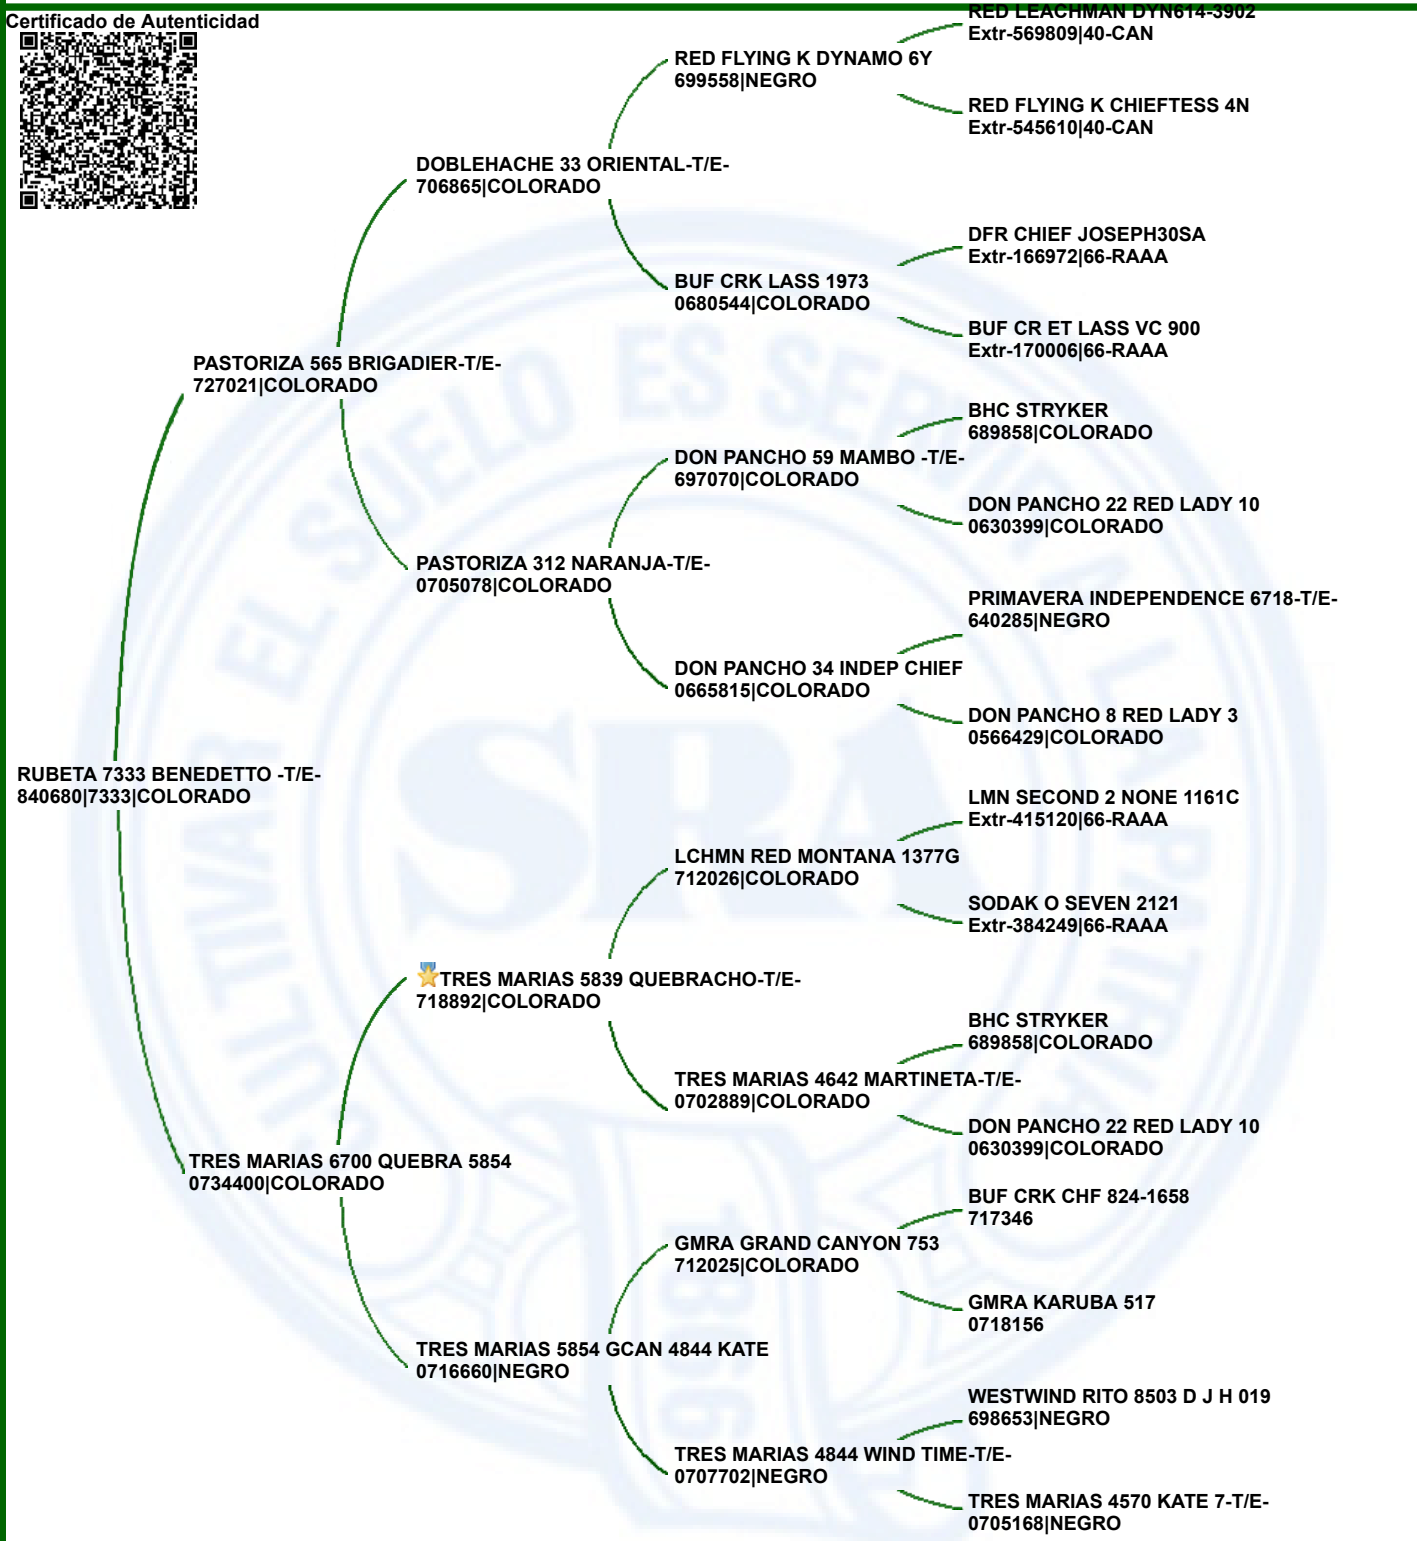 Certificado de Autenticidad
RED LEACHMAN DYN614-3902
Extr-569809|40-CAN
RED FLYING K DYNAMO 6Y
699558|NEGRO
RED FLYING K CHIEFTESS 4N
Extr-545610|40-CAN
DOBLEHACHE 33 ORIENTAL-T/E-
706865|COLORADO
DFR CHIEF JOSEPH30SA
Extr-166972|66-RAAA
BUF CRK LASS 1973
0680544|COLORADO
BUF CR ET LASS VC 900
Extr-170006|66-RAAA
PASTORIZA 565 BRIGADIER-T/E-
727021|COLORADO
BHC STRYKER
689858|COLORADO
DON PANCHO 59 MAMBO -T/E-
697070|COLORADO
DON PANCHO 22 RED LADY 10
0630399|COLORADO
PASTORIZA 312 NARANJA-T/E-
0705078|COLORADO
PRIMAVERA INDEPENDENCE 6718-T/E-
640285|NEGRO
DON PANCHO 34 INDEP CHIEF
0665815|COLORADO
DON PANCHO 8 RED LADY 3
0566429|COLORADO
RUBETA 7333 BENEDETTO -T/E-
840680|7333|COLORADO
LMN SECOND 2 NONE 1161C
Extr-415120|66-RAAA
LCHMN RED MONTANA 1377G
712026|COLORADO
SODAK O SEVEN 2121
Extr-384249|66-RAAA
TRES MARIAS 5839 QUEBRACHO-T/E-
718892|COLORADO
BHC STRYKER
689858|COLORADO
TRES MARIAS 4642 MARTINETA-T/E-
0702889|COLORADO
DON PANCHO 22 RED LADY 10
0630399|COLORADO
TRES MARIAS 6700 QUEBRA 5854
0734400|COLORADO
BUF CRK CHF 824-1658
717346
GMRA GRAND CANYON 753
712025|COLORADO
GMRA KARUBA 517
0718156
TRES MARIAS 5854 GCAN 4844 KATE
0716660|NEGRO
WESTWIND RITO 8503 D J H 019
698653|NEGRO
TRES MARIAS 4844 WIND TIME-T/E-
0707702|NEGRO
TRES MARIAS 4570 KATE 7-T/E-
0705168|NEGRO
CULTIVAR EL SUELO ES SERVIR A LA PATRIA
SRA
1866